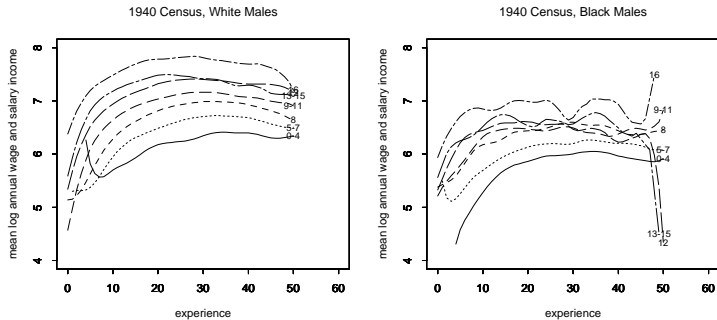 1940 Census, White Males
mean log annual wage and salary income
8
7
6
5
4
16
13-15
9-11
8
5-7
0-4
0 10 20 30 40 50 60
experience
1940 Census, Black Males
mean log annual wage and salary income
8
7
6
5
4
16
9-11
8
5-7
0-4
13-15
12
0 10 20 30 40 50 60
experience